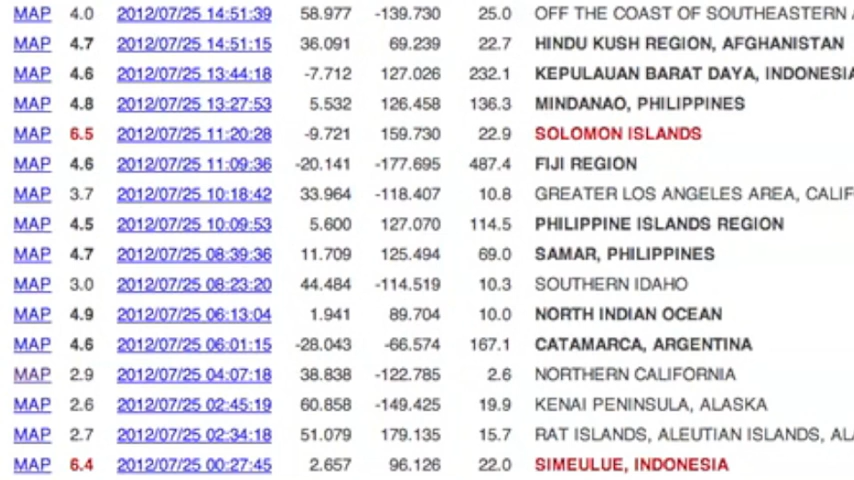 MAP 4.0 2012/07/25 14:51:39 58.977 -139.730 25.0 OFF THE COAST OF SOUTHEASTERN
MAP 4.7 2012/07/25 14:51:15 36.091 69.239 22.7 HINDU KUSH REGION, AFGHANISTAN
MAP 4.6 2012/07/25 13:44:18 -7.712 127.026 232.1 KEPULAUAN BARAT DAYA, INDONESIA
MAP 4.8 2012/07/25 13:27:53 5.532 126.458 136.3 MINDANAO, PHILIPPINES
MAP 6.5 2012/07/25 11:20:28 -9.721 159.730 22.9 SOLOMON ISLANDS
MAP 4.6 2012/07/25 11:09:36 -20.141 -177.695 487.4 FIJI REGION
MAP 3.7 2012/07/25 10:18:42 33.964 -118.407 10.8 GREATER LOS ANGELES AREA, CALIF
MAP 4.5 2012/07/25 10:09:53 5.600 127.070 114.5 PHILIPPINE ISLANDS REGION
MAP 4.7 2012/07/25 08:39:36 11.709 125.494 69.0 SAMAR, PHILIPPINES
MAP 3.0 2012/07/25 08:23:20 44.484 -114.519 10.3 SOUTHERN IDAHO
MAP 4.9 2012/07/25 06:13:04 1.941 89.704 10.0 NORTH INDIAN OCEAN
MAP 4.6 2012/07/25 06:01:15 -28.043 -66.574 167.1 CATAMARCA, ARGENTINA
MAP 2.9 2012/07/25 04:07:18 38.838 -122.785 2.6 NORTHERN CALIFORNIA
MAP 2.6 2012/07/25 02:45:19 60.858 -149.425 19.9 KENAI PENINSULA, ALASKA
MAP 2.7 2012/07/25 02:34:18 51.079 179.135 15.7 RAT ISLANDS, ALEUTIAN ISLANDS, AL
MAP 6.4 2012/07/25 00:27:45 2.657 96.126 22.0 SIMEULUE, INDONESIA